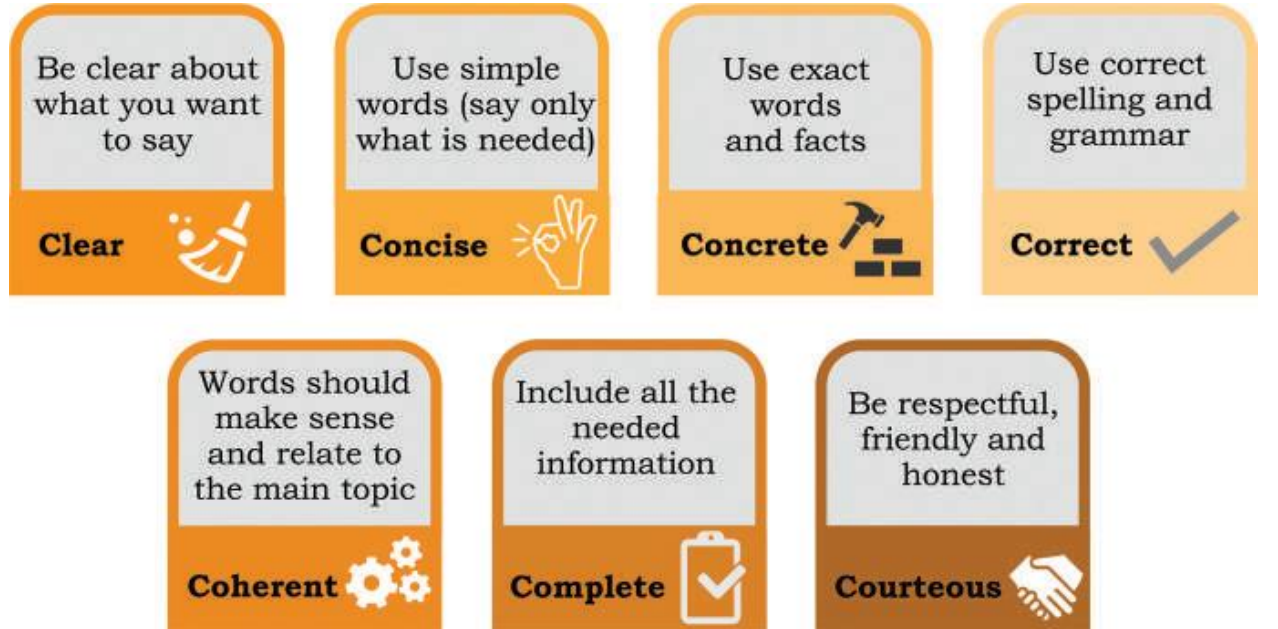 Be clear about
what you want
to say
Clear
Use simple
words (say only
what is needed)
Concise
Use exact
words
and facts
Concrete
Use correct
spelling and
grammar
Correct
Words should
make sense
and relate to
the main topic
Coherent
Include all the
needed
information
Complete
Be respectful,
friendly and
honest
Courteous